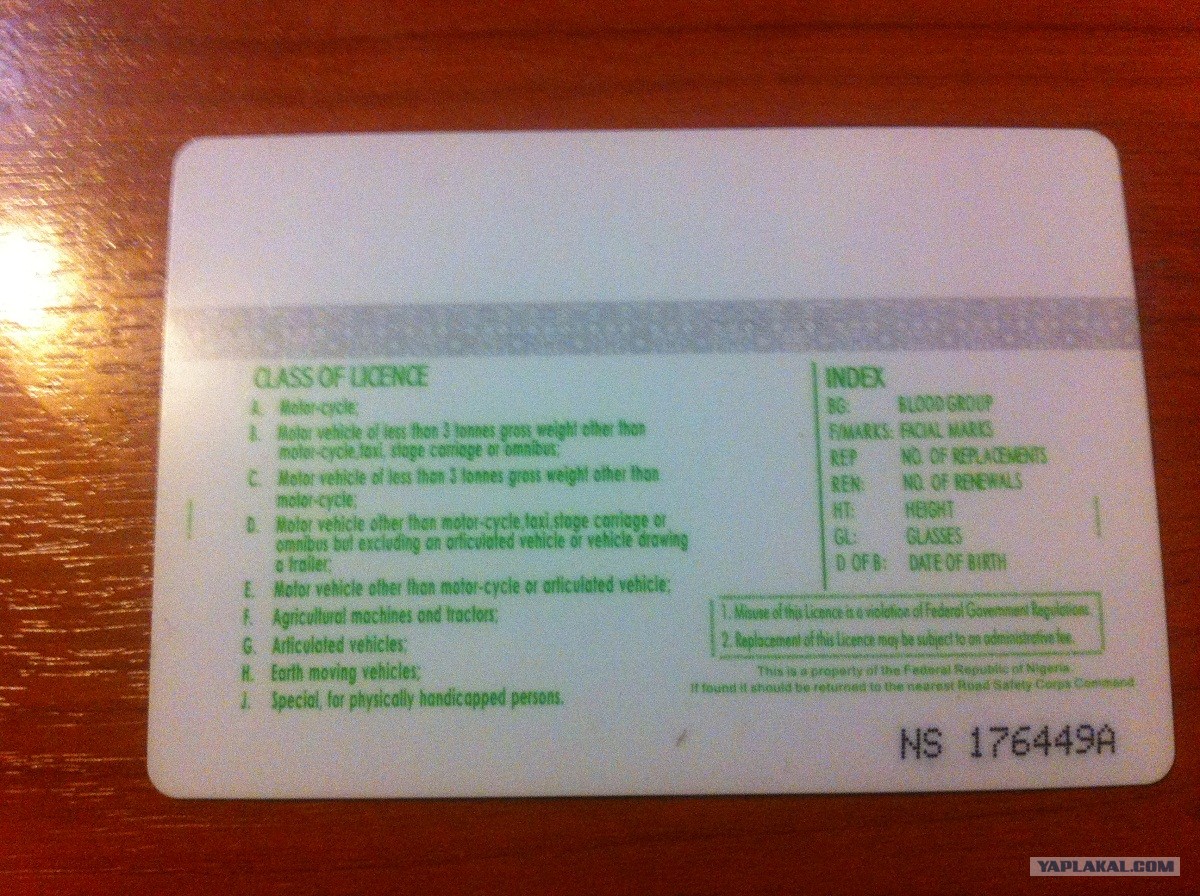 CLASS OF LICENCE
A. Motor-cycle;
B. Motor vehicle of less than 3 tonnes gross weight other than
motor-cycle,taxi, stage carriage or omnibus;
C. Motor vehicle of less than 3 tonnes gross weight other than
motor-cycle;
D. Motor vehicle other than motor-cycle,taxi,stage carriage or
omnibus but excluding an articulated vehicle or vehicle drawing
a trailer;
E. Motor vehicle other than motor-cycle or articulated vehicle;
F. Agricultural machines and tractors;
G. Articulated vehicles;
H. Earth moving vehicles;
J. Special, for physically handicapped persons.
INDEX
BG: BLOOD GROUP
F/MARKS: FACIAL MARKS
REP NO. OF REPLACEMENTS
REN: NO. OF RENEWALS
HT: HEIGHT
GL: GLASSES
D OF B: DATE OF BIRTH
1. Misuse of this Licence is a violation of Federal Government Regulations.
2. Replacement of this Licence may be subject to an administrative fee.
This is a property of the Federal Republic of Nigeria.
If found it should be returned to the nearest Road Safety Corps Command
NS 176449A
YAPLAKAL.COM